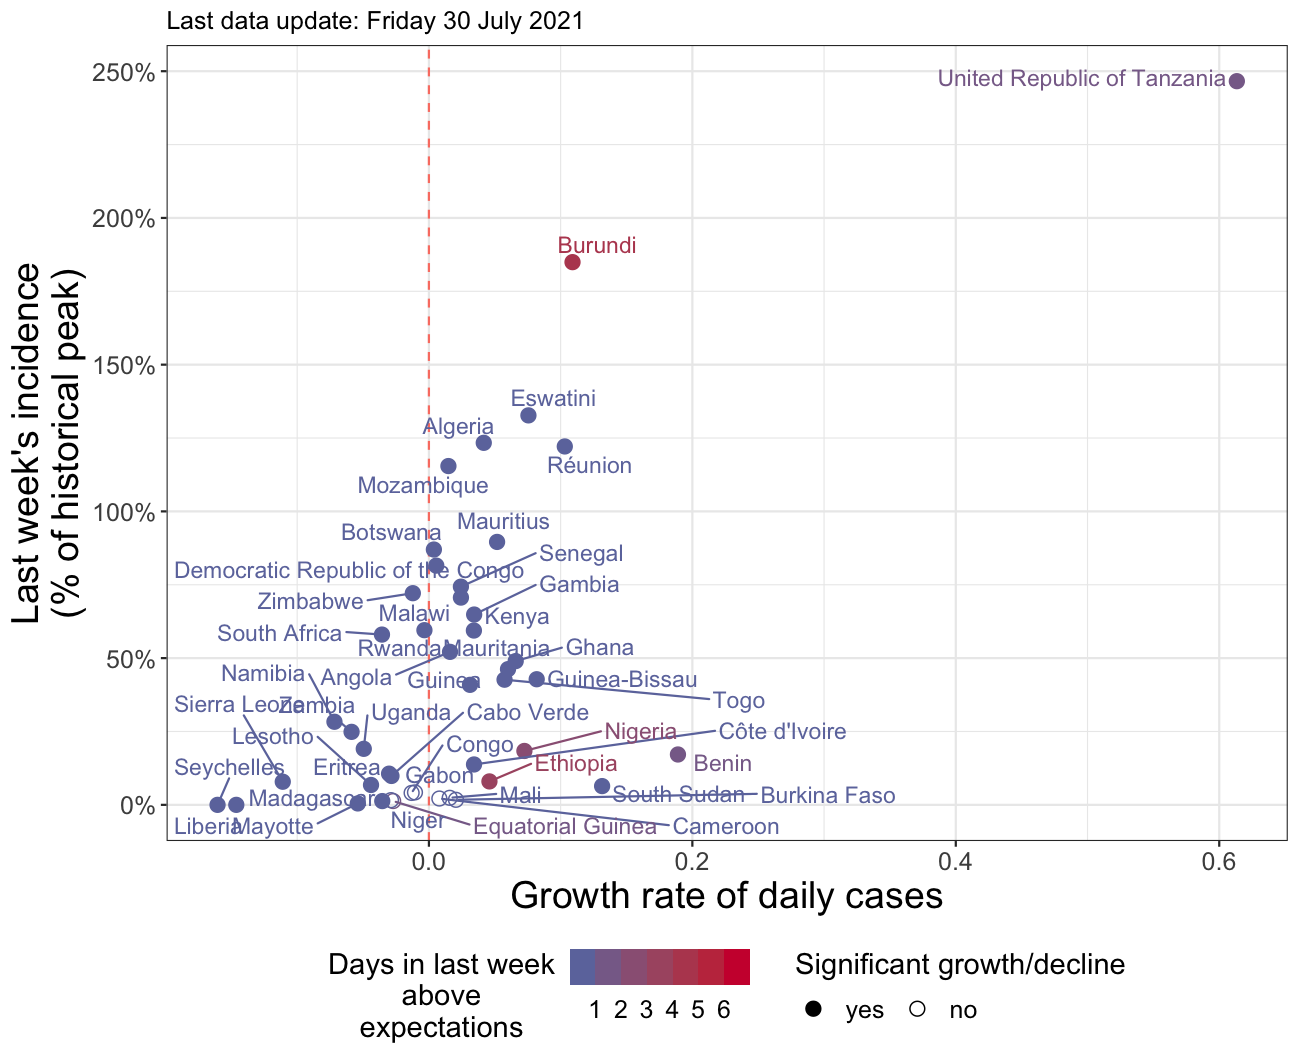 Last data update: Friday 30 July 2021
250%
200%
150%
100%
50%
0%
Last week's incidence
(% of historical peak)
United Republic of Tanzania
Burundi
Eswatini
Algeria
Réunion
Mozambique
Mauritius
Botswana
Senegal
Democratic Republic of the Congo
Gambia
Zimbabwe
Malawi
Kenya
South Africa
Rwanda
Mauritania
Ghana
Namibia
Angola
Guinea
Guinea-Bissau
Togo
Sierra Leone
Zambia
Uganda
Cabo Verde
Lesotho
Nigeria
Côte d'Ivoire
Congo
Seychelles
Eritrea
Gabon
Ethiopia
Benin
Madagascar
Mali
South Sudan
Burkina Faso
Liberia
Mayotte
Niger
Equatorial Guinea
Cameroon
0.0
0.2
0.4
0.6
Growth rate of daily cases
Days in last week
above
expectations
1 2 3 4 5 6
Significant growth/decline
yes
no